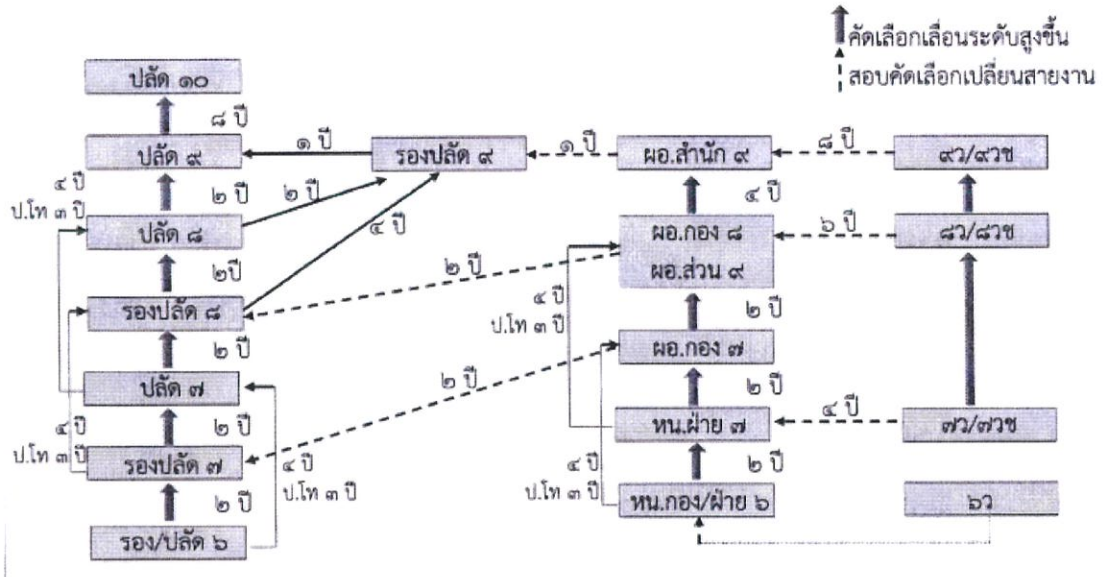 คัดเลือกเลื่อนระดับสูงขึ้น
สอบคัดเลือกเปลี่ยนสายงาน
ปลัด ๑๐
๘ ปี
ปลัด ๙
๑ ปี
รองปลัด ๙
๑ ปี
ผอ.สำนัก ๙
๘ ปี
๙ว/๙วช
๔ ปี
ป.โท ๓ ปี
๒ ปี
๒ ปี
๔ ปี
๔ ปี
ปลัด ๘
ผอ.กอง ๘
ผอ.ส่วน ๙
๖ ปี
๘ว/๘วช
๒ปี
๒ ปี
รองปลัด ๘
๔ ปี
ป.โท ๓ ปี
๒ ปี
๒ ปี
ผอ.กอง ๗
ปลัด ๗
๒ ปี
๒ ปี
๔ ปี
ป.โท ๓ ปี
๒ ปี
หน.ฝ่าย ๗
๔ ปี
๗ว/๗วช
รองปลัด ๗
๔ ปี
ป.โท ๓ ปี
๔ ปี
ป.โท ๓ ปี
๒ ปี
๒ ปี
หน.กอง/ฝ่าย ๖
๖ว
รอง/ปลัด ๖